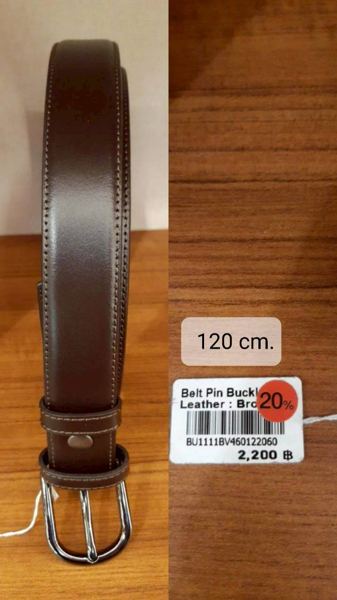 120 cm.
Belt Pin Buckl
Leather : Bro
20%
BU1111BV460122060
2,200 ฿